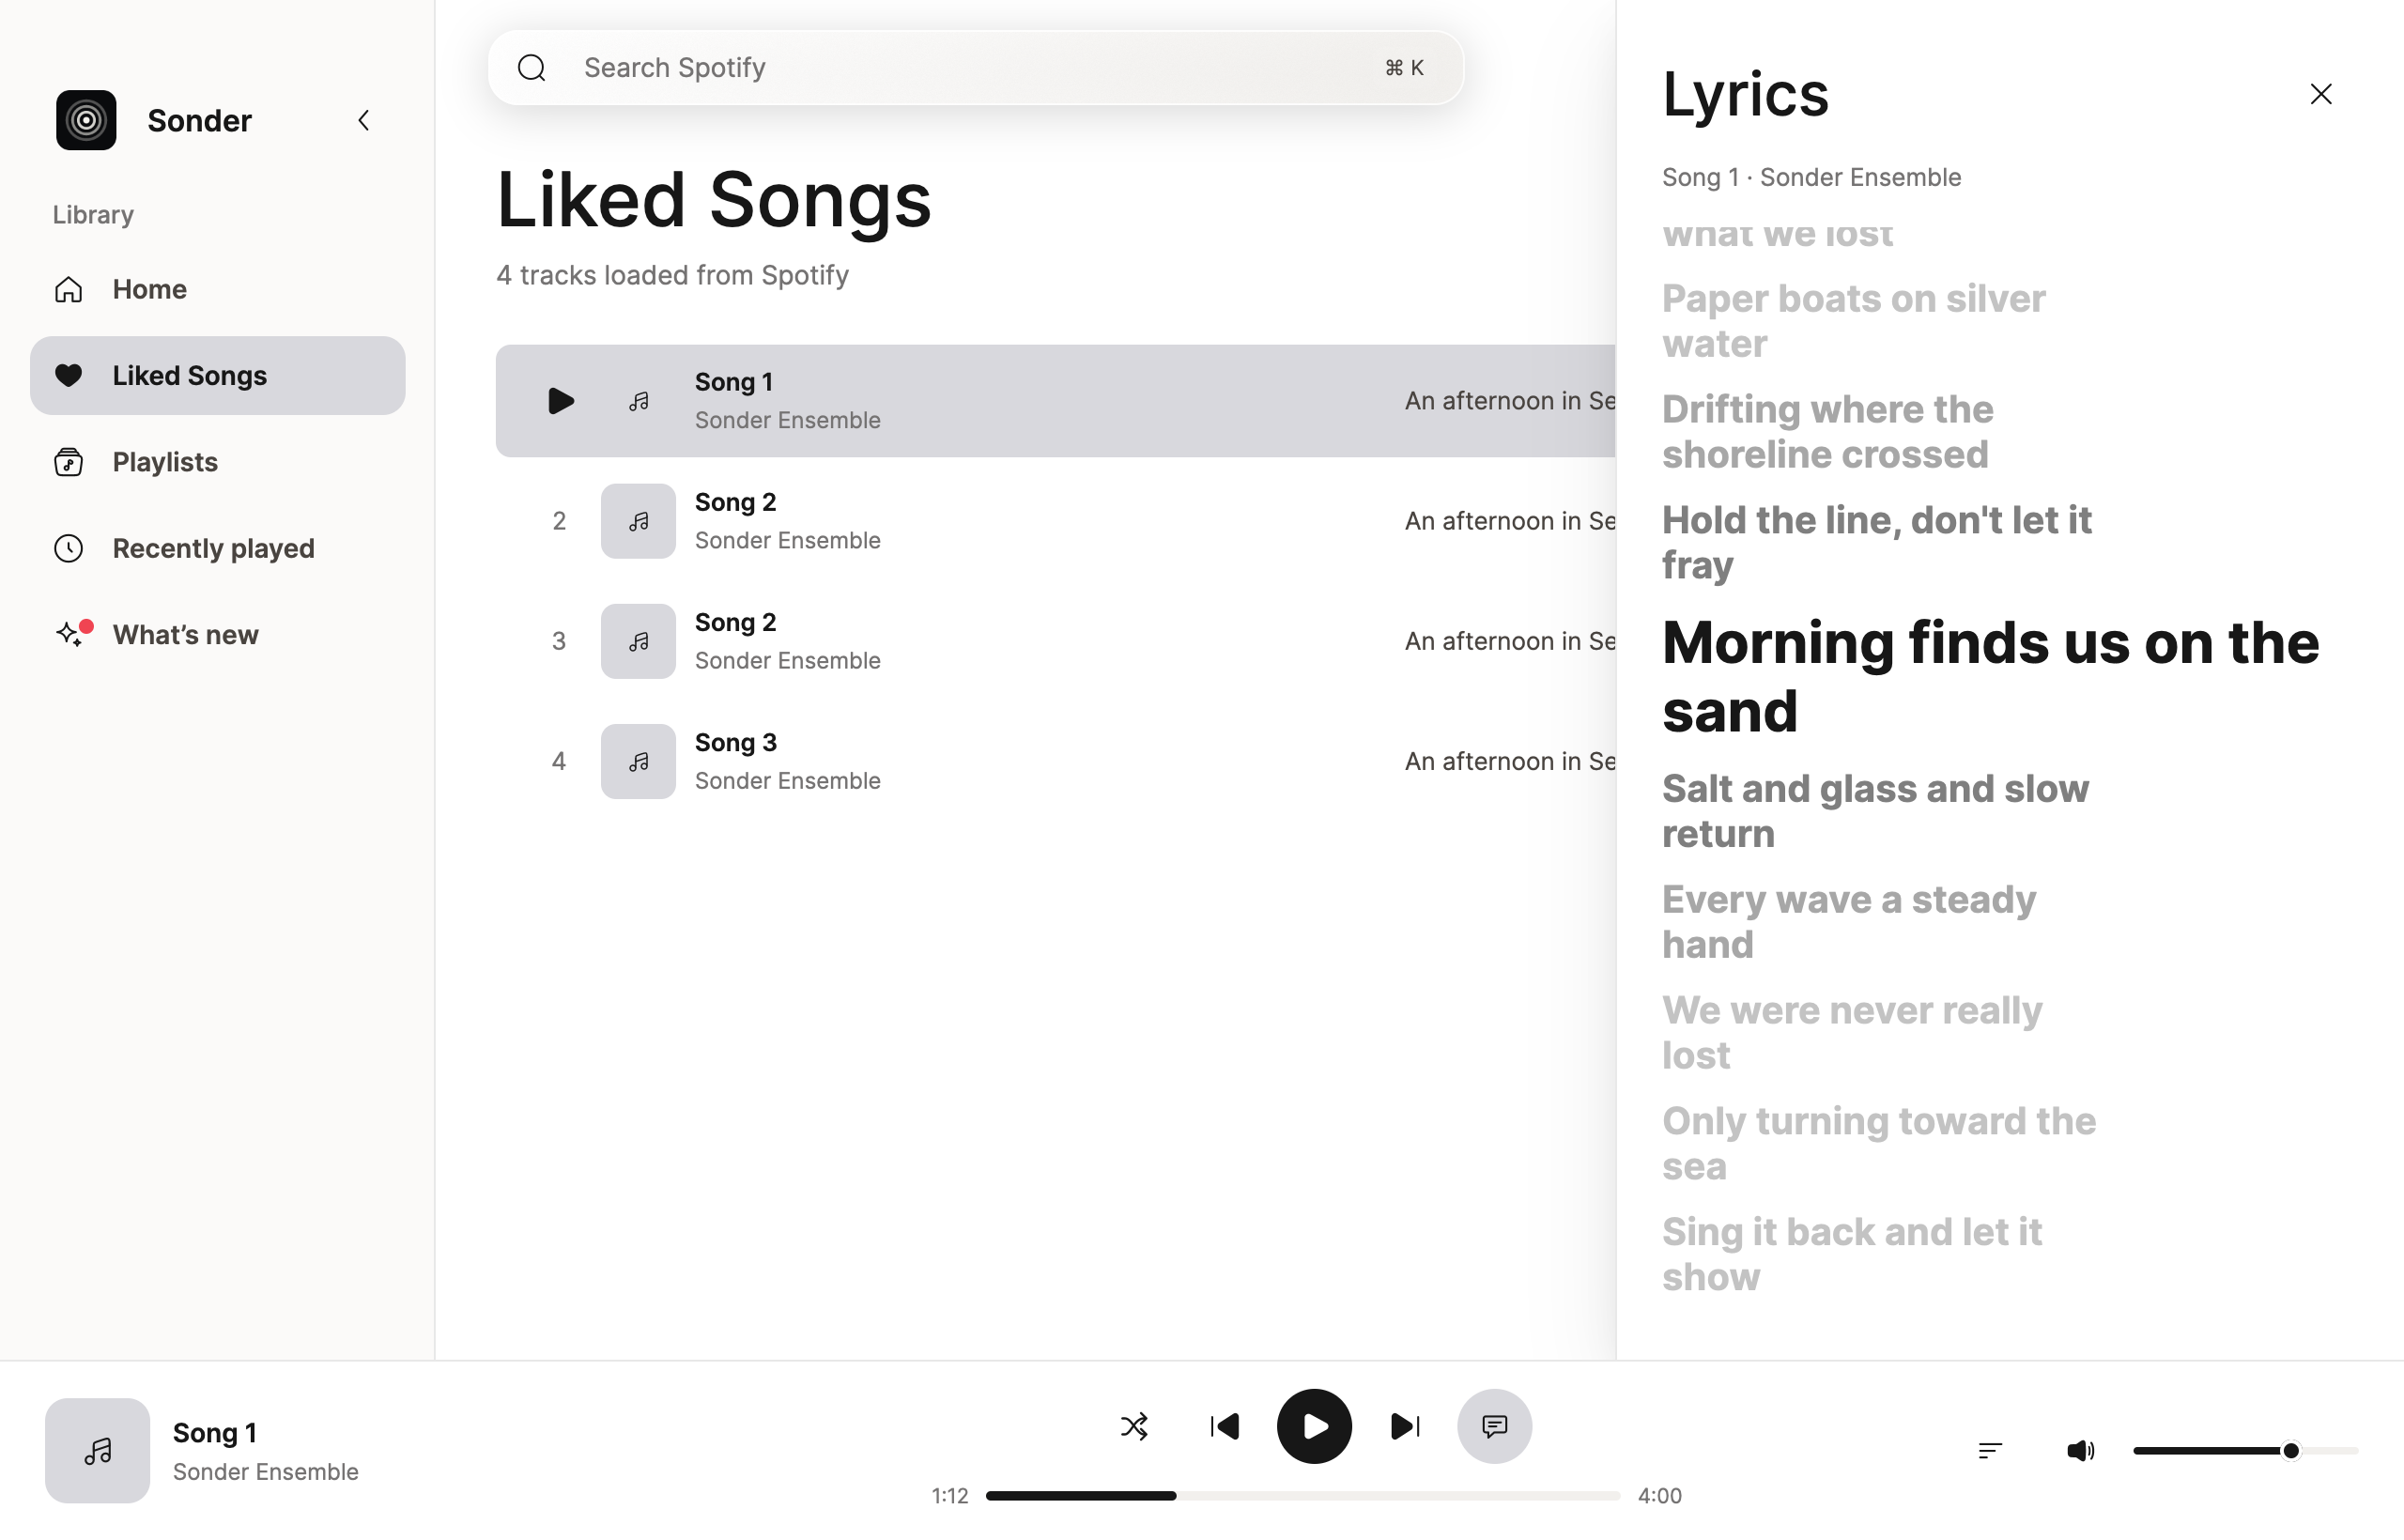 Sonder
Library
Home
Liked Songs
Playlists
Recently played
What’s new
Search Spotify
⌘ K
Liked Songs
4 tracks loaded from Spotify
Song 1
Sonder Ensemble
An afternoon in Se
2
Song 2
Sonder Ensemble
An afternoon in Se
3
Song 2
Sonder Ensemble
An afternoon in Se
4
Song 3
Sonder Ensemble
An afternoon in Se
Lyrics
Song 1 · Sonder Ensemble
what we lost
Paper boats on silver
water
Drifting where the
shoreline crossed
Hold the line, don't let it
fray
Morning finds us on the
sand
Salt and glass and slow
return
Every wave a steady
hand
We were never really
lost
Only turning toward the
sea
Sing it back and let it
show
Song 1
Sonder Ensemble
1:12
4:00